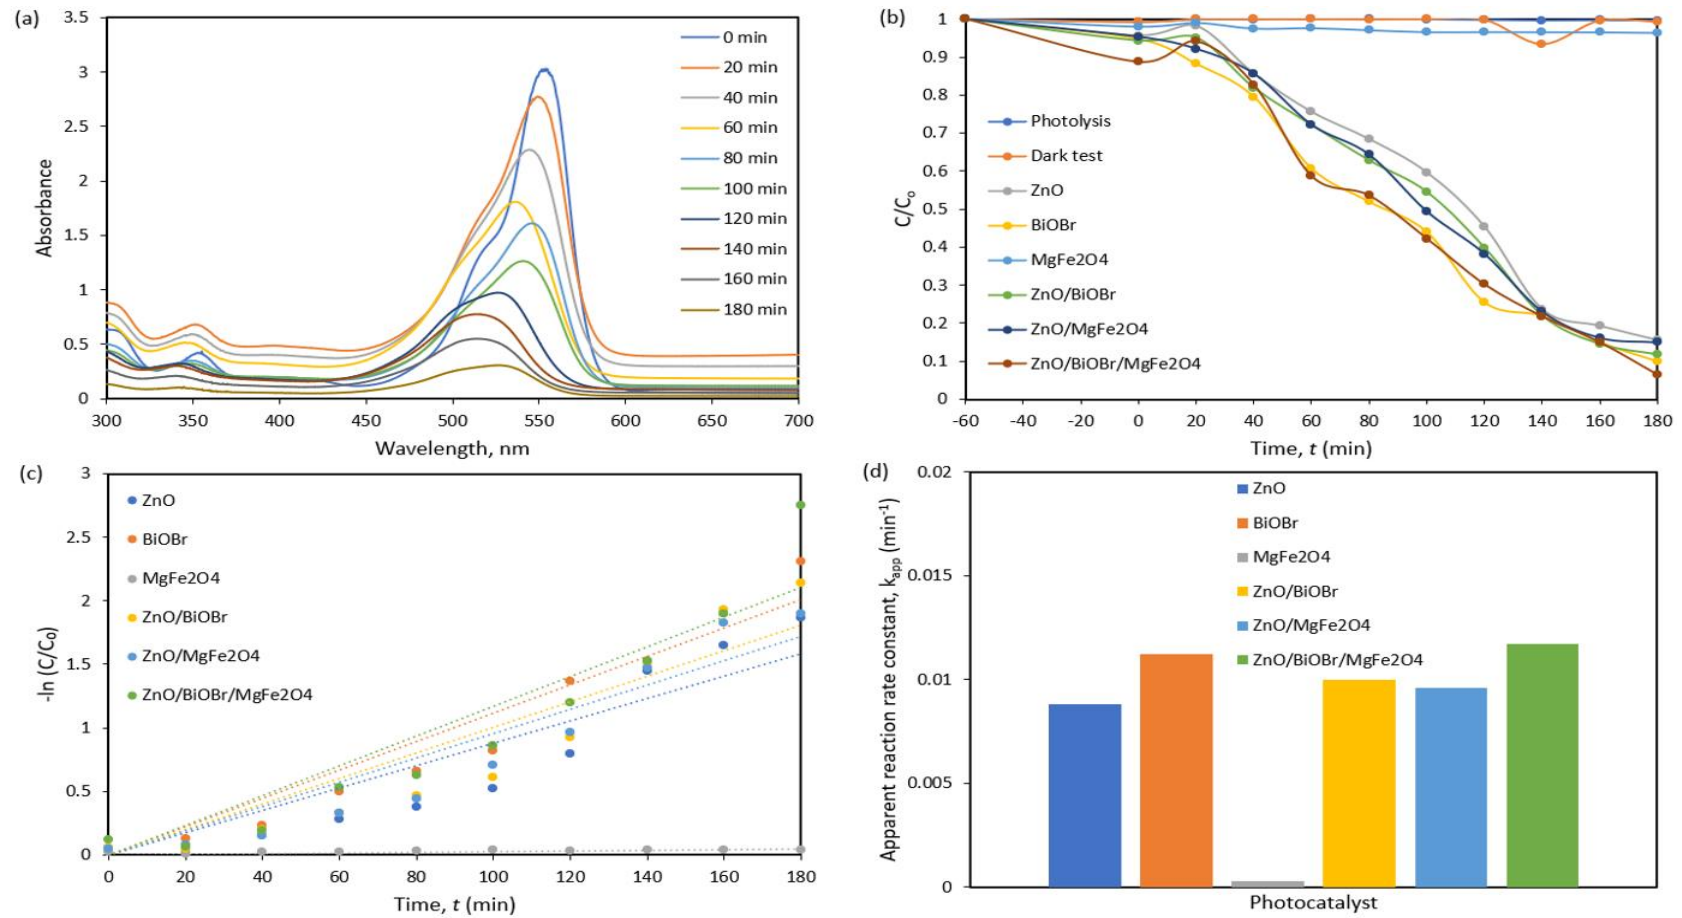 (a)
3.5
3
2.5
2
1.5
1
0.5
0
Absorbance
0 min
20 min
40 min
60 min
80 min
100 min
120 min
140 min
160 min
180 min
300 350 400 450 500 550 600 650 700
Wavelength, nm
(b)
1
0.9
0.8
0.7
0.6
0.5
0.4
0.3
0.2
0.1
0
C/Co
Photolysis
Dark test
ZnO
BiOBr
MgFe2O4
ZnO/BiOBr
ZnO/MgFe2O4
ZnO/BiOBr/MgFe2O4
-60 -40 -20 0 20 40 60 80 100 120 140 160 180
Time, t (min)
(c)
3
2.5
2
1.5
1
0.5
0
-ln (C/C₀)
ZnO
BiOBr
MgFe2O4
ZnO/BiOBr
ZnO/MgFe2O4
ZnO/BiOBr/MgFe2O4
0 20 40 60 80 100 120 140 160 180
Time, t (min)
(d)
0.02
0.015
0.01
0.005
0
Apparent reaction rate constant, kapp (min-1)
ZnO
BiOBr
MgFe2O4
ZnO/BiOBr
ZnO/MgFe2O4
ZnO/BiOBr/MgFe2O4
Photocatalyst